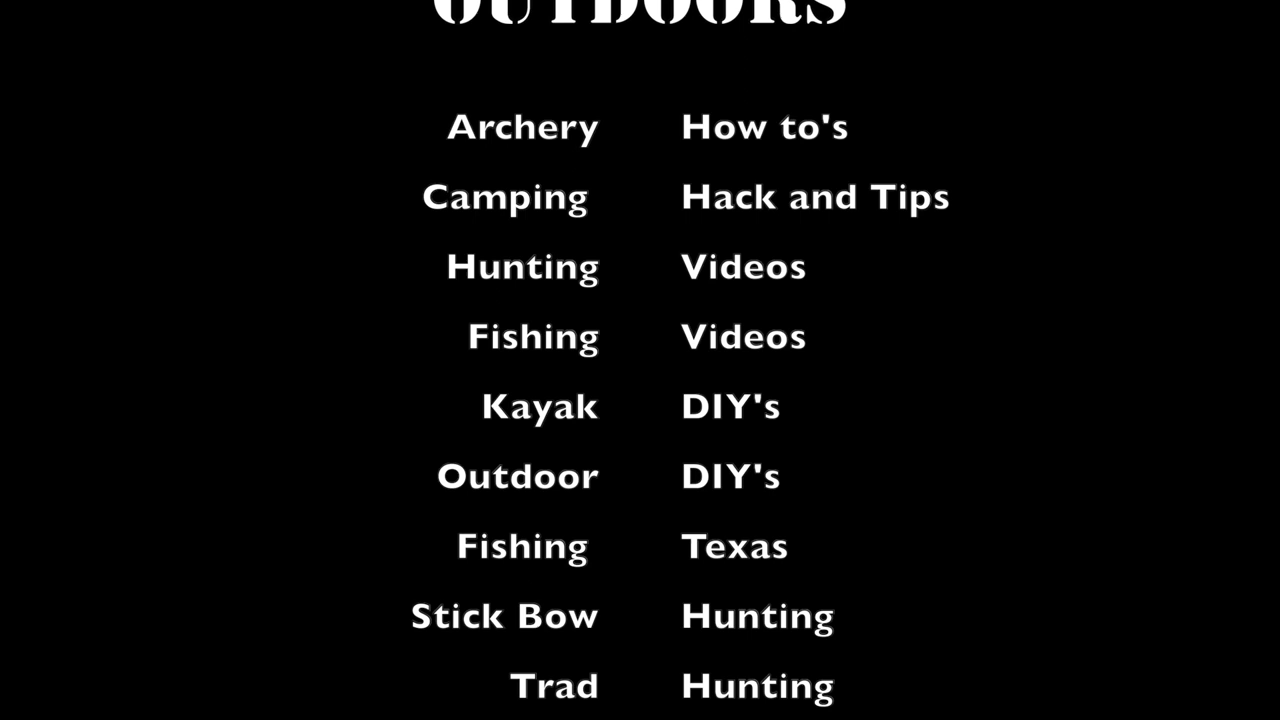 OUTDOORS
Archery How to's
Camping Hack and Tips
Hunting Videos
Fishing Videos
Kayak DIY's
Outdoor DIY's
Fishing Texas
Stick Bow Hunting
Trad Hunting